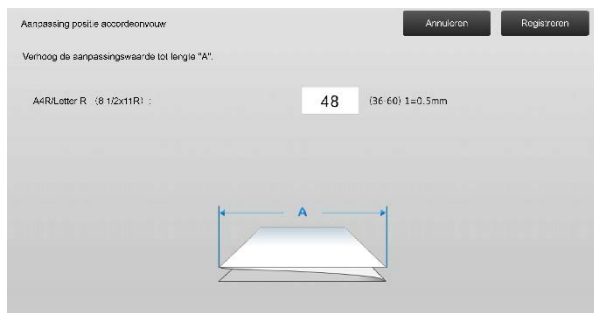 Aanpassing positie accordeonvouw
Annuleren
Registreren
Verhoog de aanpassingswaarde tot lengte "A".
A4R/Letter R (8 1/2x11R) :
48
(36-60) 1=0.5mm
A